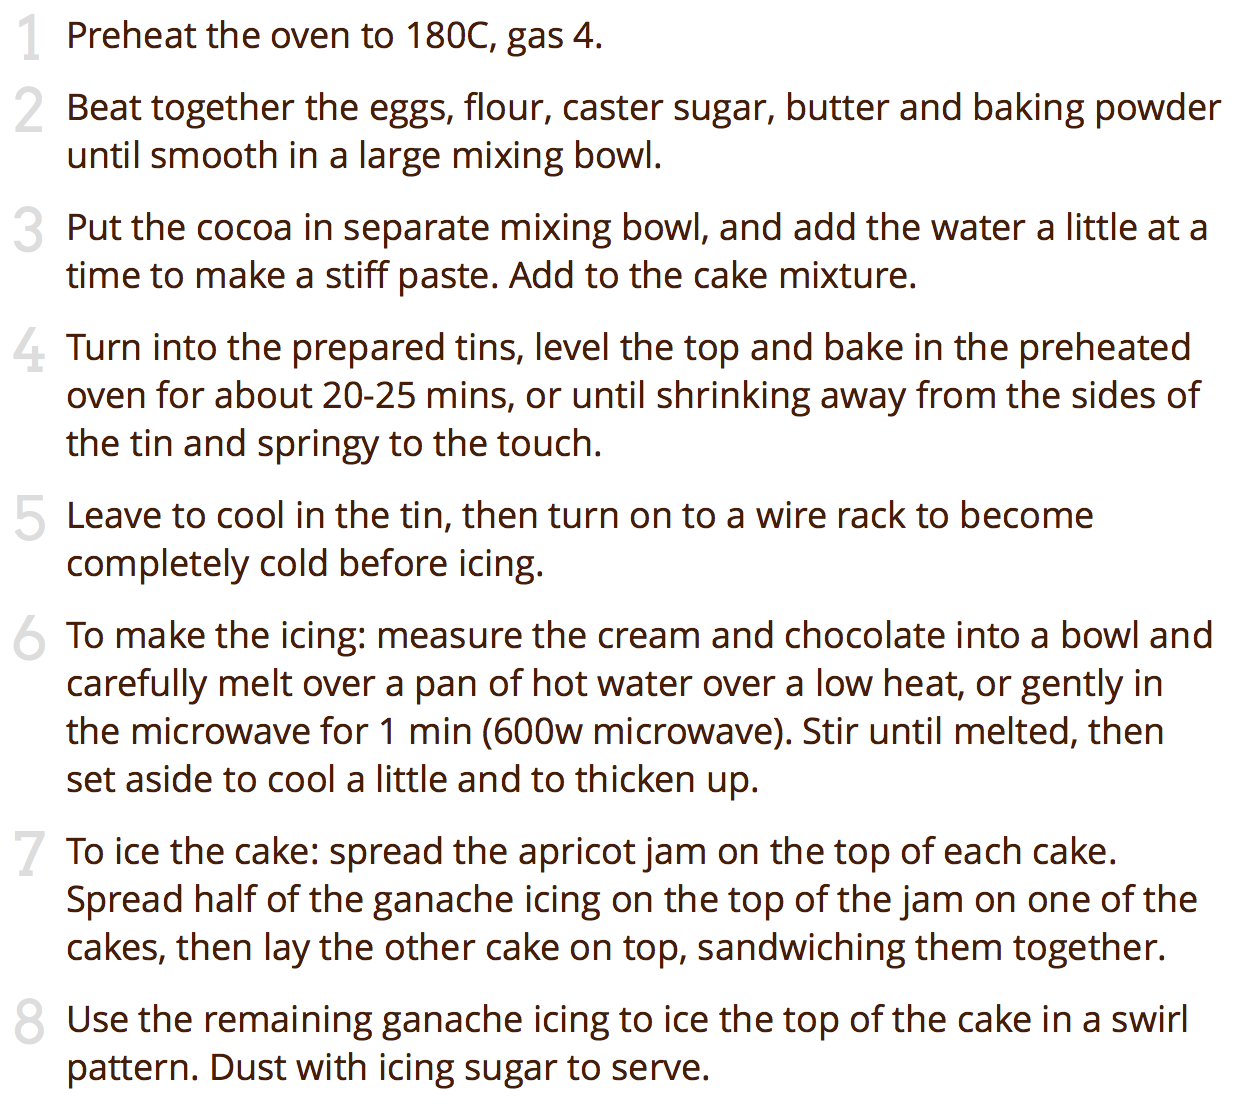 1 Preheat the oven to 180C, gas 4.
2 Beat together the eggs, flour, caster sugar, butter and baking powder
until smooth in a large mixing bowl.
3 Put the cocoa in separate mixing bowl, and add the water a little at a
time to make a stiff paste. Add to the cake mixture.
4 Turn into the prepared tins, level the top and bake in the preheated
oven for about 20-25 mins, or until shrinking away from the sides of
the tin and springy to the touch.
5 Leave to cool in the tin, then turn on to a wire rack to become
completely cold before icing.
6 To make the icing: measure the cream and chocolate into a bowl and
carefully melt over a pan of hot water over a low heat, or gently in
the microwave for 1 min (600w microwave). Stir until melted, then
set aside to cool a little and to thicken up.
7 To ice the cake: spread the apricot jam on the top of each cake.
Spread half of the ganache icing on the top of the jam on one of the
cakes, then lay the other cake on top, sandwiching them together.
8 Use the remaining ganache icing to ice the top of the cake in a swirl
pattern. Dust with icing sugar to serve.